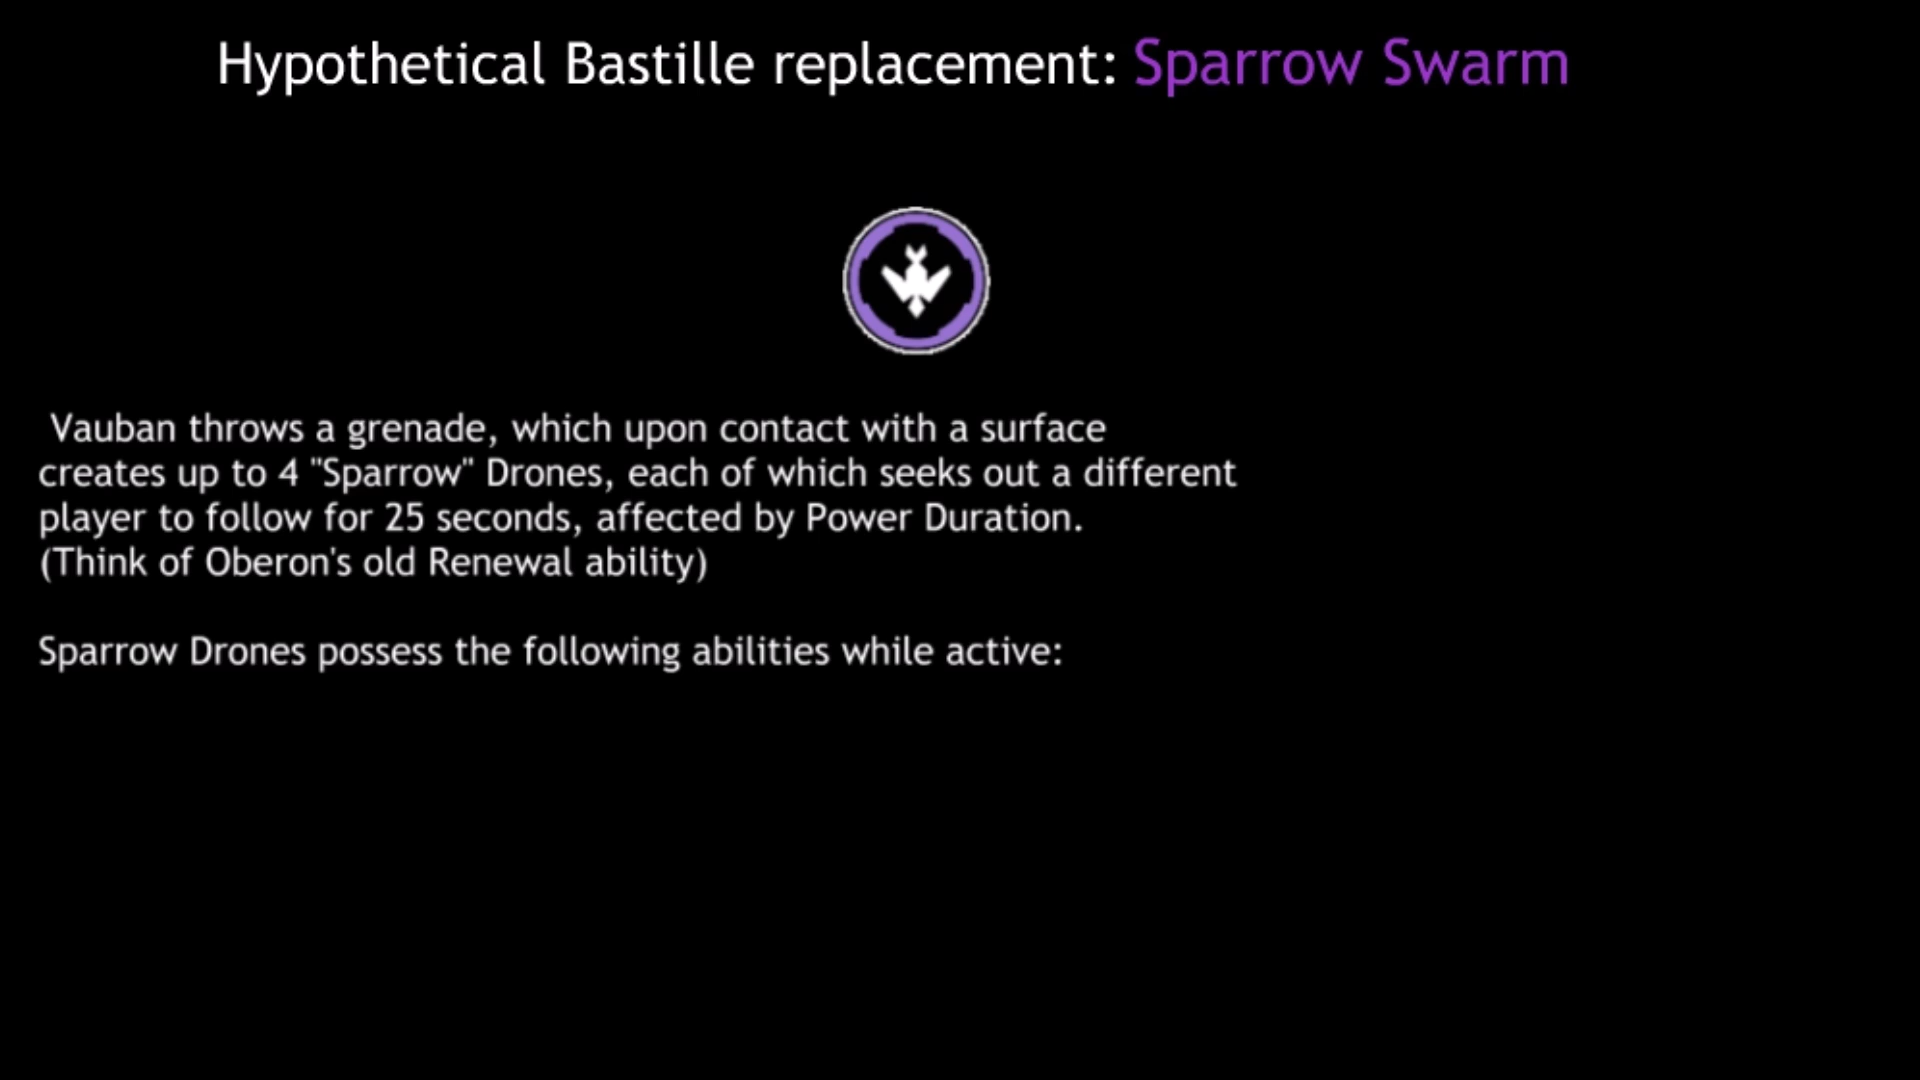 Hypothetical Bastille replacement: Sparrow Swarm
Vauban throws a grenade, which upon contact with a surface
creates up to 4 "Sparrow" Drones, each of which seeks out a different
player to follow for 25 seconds, affected by Power Duration.
(Think of Oberon's old Renewal ability)
Sparrow Drones possess the following abilities while active: